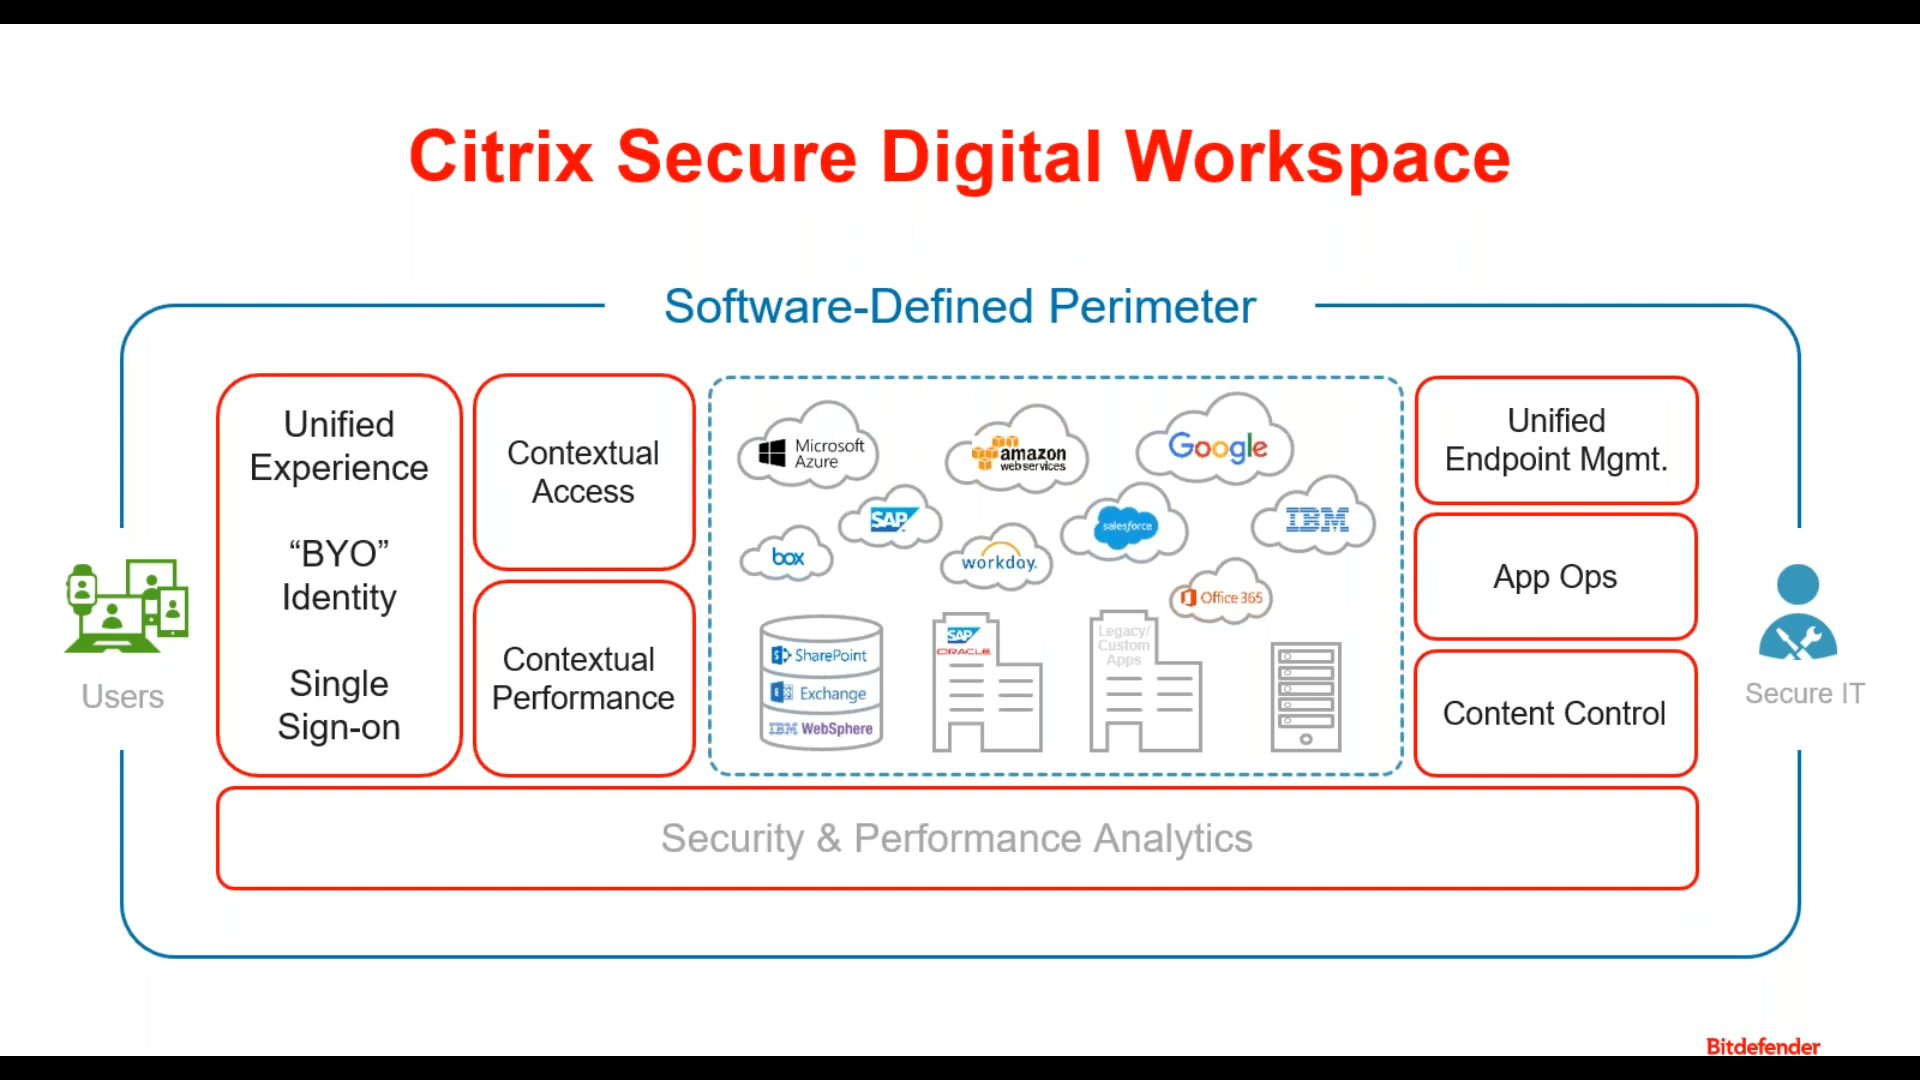 Citrix Secure Digital Workspace
Software-Defined Perimeter
Unified
Experience
“BYO”
Identity
Single
Sign-on
Contextual
Access
Contextual
Performance
Microsoft
Azure
amazon
webservices
Google
SAP
salesforce
IBM
box
workday.
Office 365
SharePoint
Exchange
IBM WebSphere
SAP
ORACLE
Legacy/
Custom
Apps
Unified
Endpoint Mgmt.
App Ops
Content Control
Users
Secure IT
Security & Performance Analytics
Bitdefender